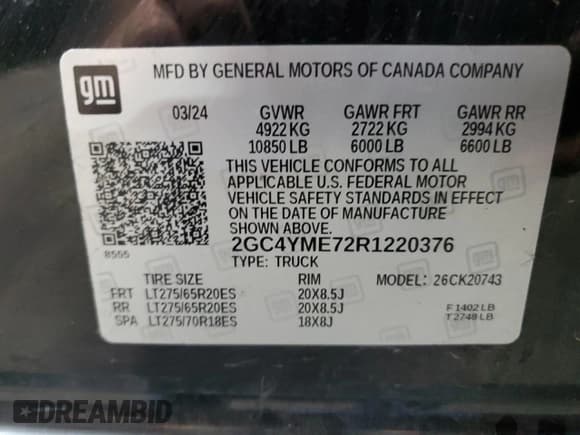 gm
MFD BY GENERAL MOTORS OF CANADA COMPANY
03/24 GVWR GAWR FRT GAWR RR
4922 KG 2722 KG 2994 KG
10850 LB 6000 LB 6600 LB
THIS VEHICLE CONFORMS TO ALL
APPLICABLE U.S. FEDERAL MOTOR
VEHICLE SAFETY STANDARDS IN EFFECT
ON THE DATE OF MANUFACTURE
SHOWN ABOVE.
8555
2GC4YME72R1220376
TYPE: TRUCK
TIRE SIZE RIM MODEL: 26CK20743
FRT LT275/65R20ES 20X8.5J F 1402 LB
RR LT275/65R20ES 20X8.5J T 2748 LB
SPA LT275/70R18ES 18X8J
DREAMBID